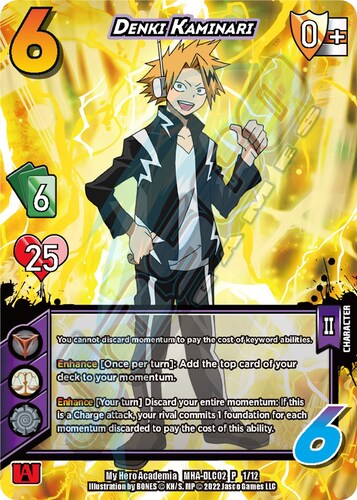 6
DENKI KAMINARI
0 +
6
25
You cannot discard momentum to pay the cost of keyword abilities.
Enhance [Once per turn]: Add the top card of your
deck to your momentum.
Enhance [Your turn] Discard your entire momentum: If this
is a Charge attack, your rival commits 1 foundation for each
momentum discarded to pay the cost of this ability.
II
CHARACTER
6
My Hero Academia MHA-DLC02 P 1/12
Illustration by BONES © KH/S. MP © 2022 Jasco Games LLC